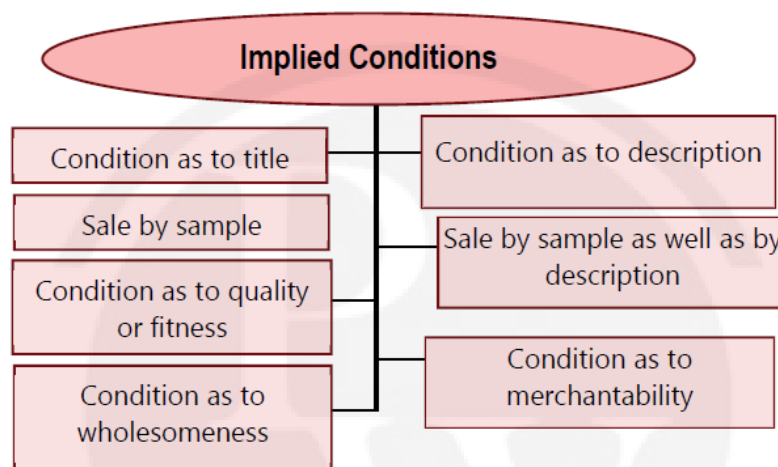 Implied Conditions
Condition as to title
Condition as to description
Sale by sample
Sale by sample as well as by
description
Condition as to quality
or fitness
Condition as to
merchantability
Condition as to
wholesomeness